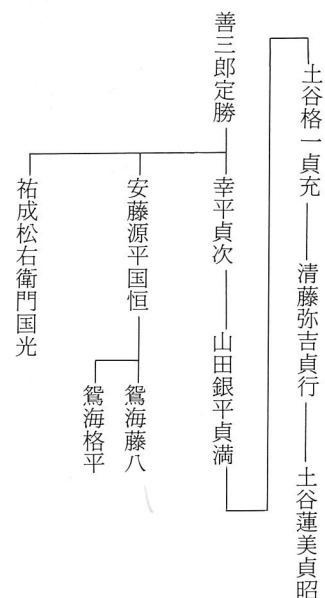 土谷格一貞充
清藤弥吉貞行
土谷蓮美貞昭
善三郎定勝
幸平貞次
山田銀平貞満
安藤源平国恒
鴛海藤八
鴛海格平
祐成松右衛門国光